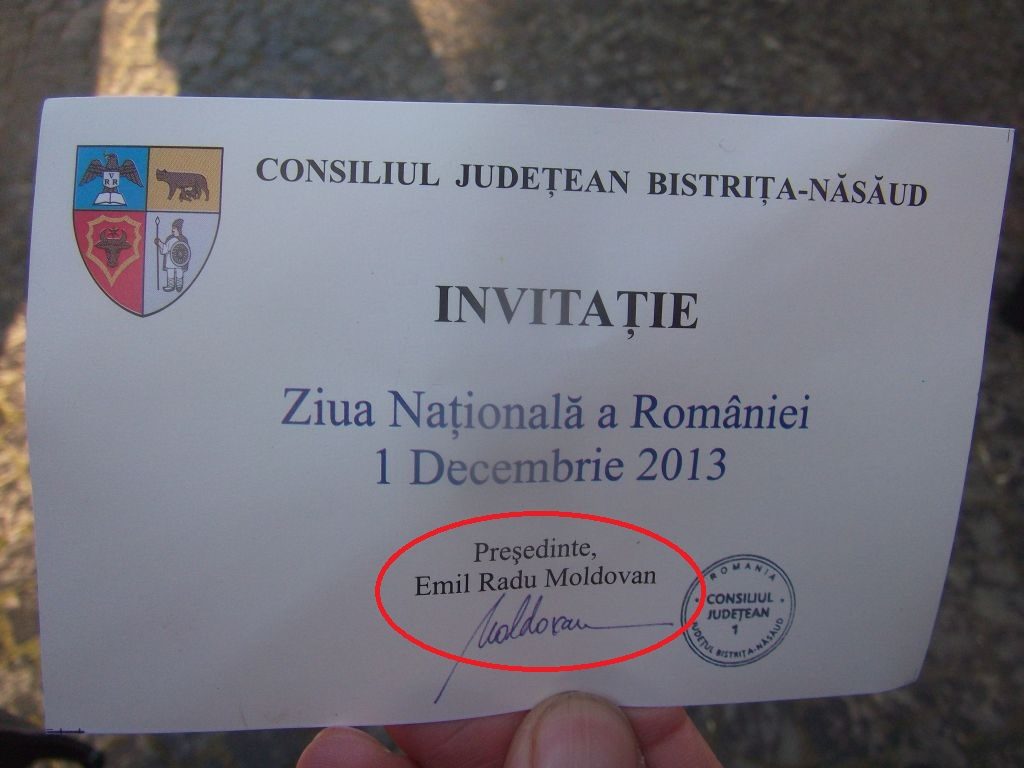 CONSILIUL JUDEȚEAN BISTRIȚA-NĂSĂUD
V
R R
INVITAȚIE
Ziua Națională a României
1 Decembrie 2013
Preşedinte,
Emil Radu Moldovan
Moldovan
ROMANIA
CONSILIUL
JUDEȚEAN
1
JUDEȚUL BISTRIȚA-NĂSĂUD